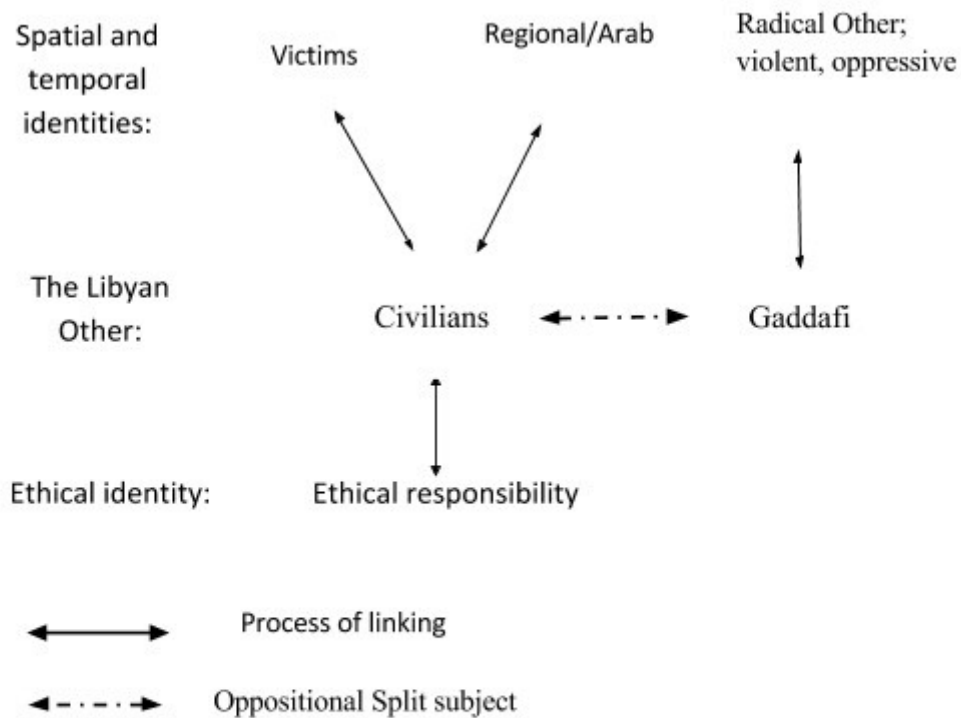 Spatial and
temporal
identities:
Victims
Regional/Arab
Radical Other;
violent, oppressive
The Libyan
Other:
Civilians
Gaddafi
Ethical identity:
Ethical responsibility
Process of linking
Oppositional Split subject